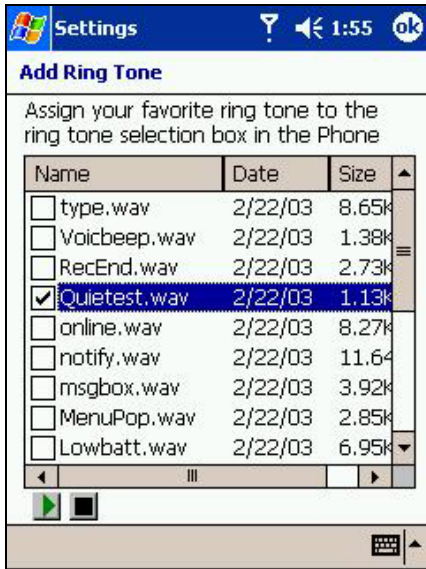 Settings 1:55 ok
Add Ring Tone
Assign your favorite ring tone to the
ring tone selection box in the Phone
Name Date Size
type.wav 2/22/03 8.65k
Voicbeep.wav 2/22/03 1.38k
RecEnd.wav 2/22/03 2.73k
Quietest.wav 2/22/03 1.13k
online.wav 2/22/03 8.27k
notify.wav 2/22/03 11.64
msgbox.wav 2/22/03 3.92k
MenuPop.wav 2/22/03 2.85k
Lowbatt.wav 2/22/03 6.95k